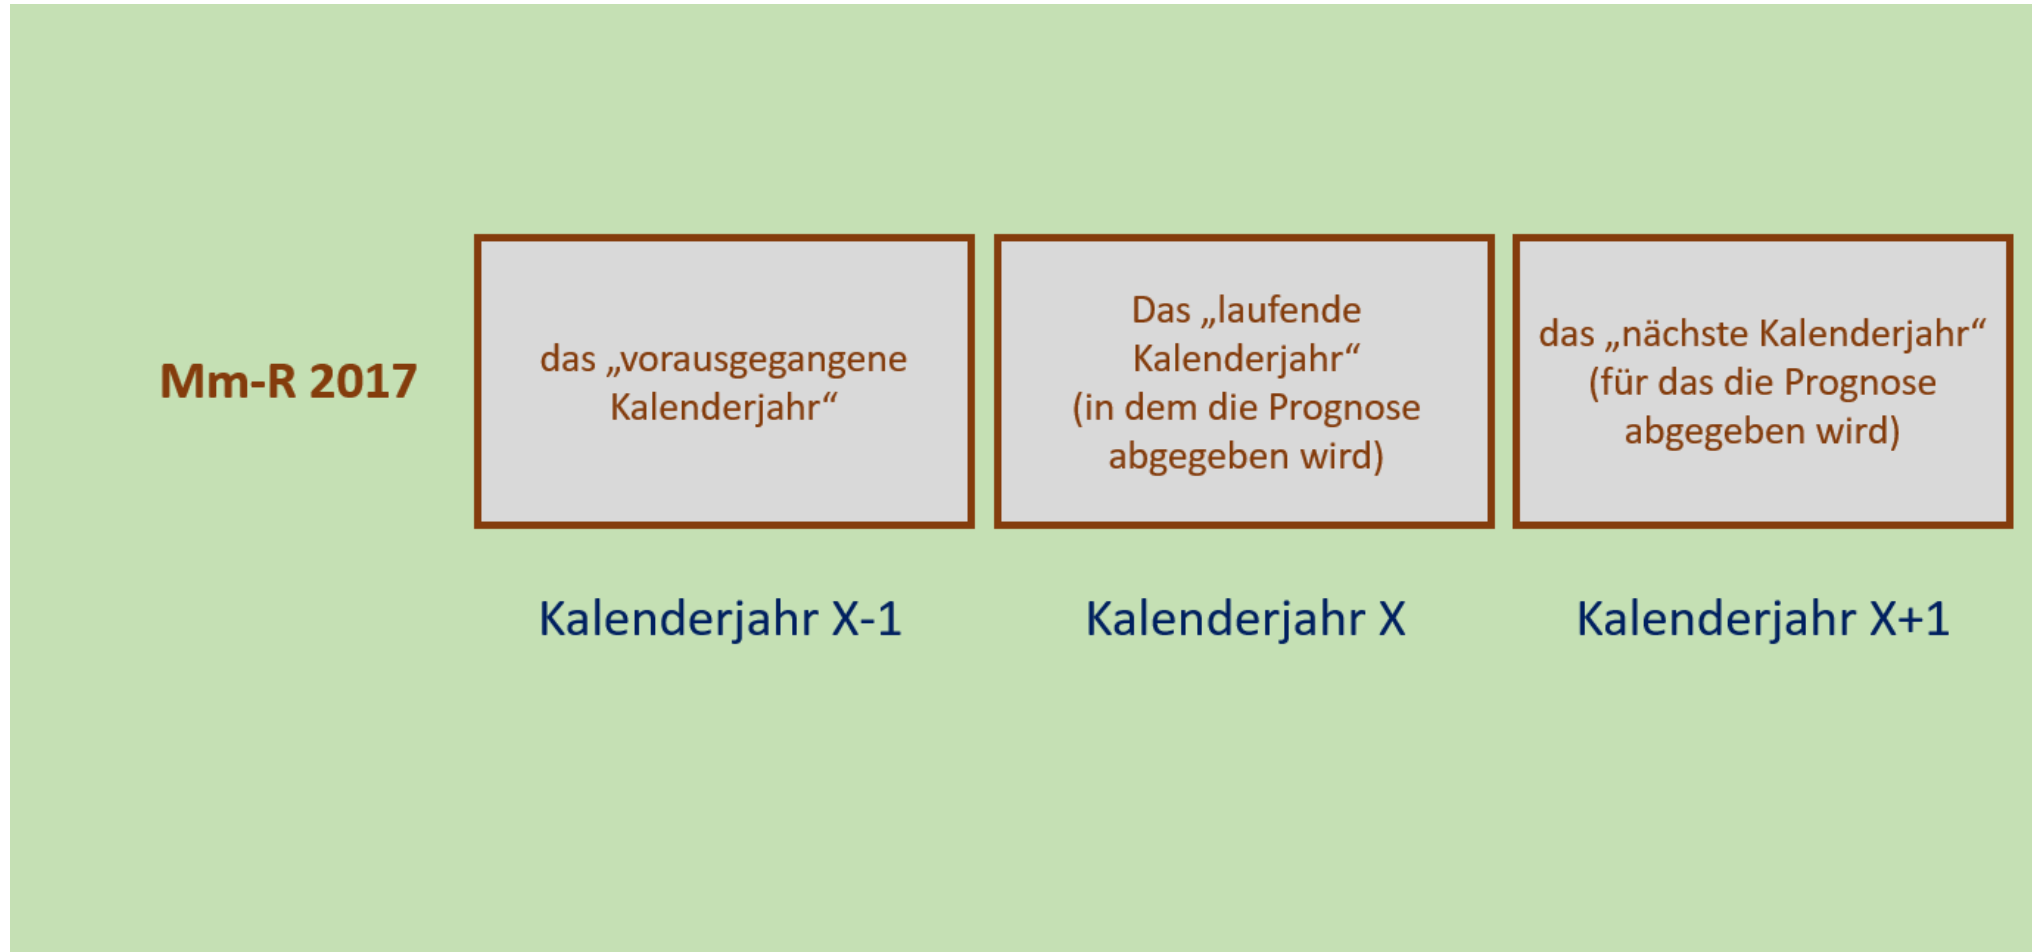 Mm-R 2017
das „vorausgegangene
Kalenderjahr“
Das „laufende
Kalenderjahr“
(in dem die Prognose
abgegeben wird)
das „nächste Kalenderjahr“
(für das die Prognose
abgegeben wird)
Kalenderjahr X-1
Kalenderjahr X
Kalenderjahr X+1